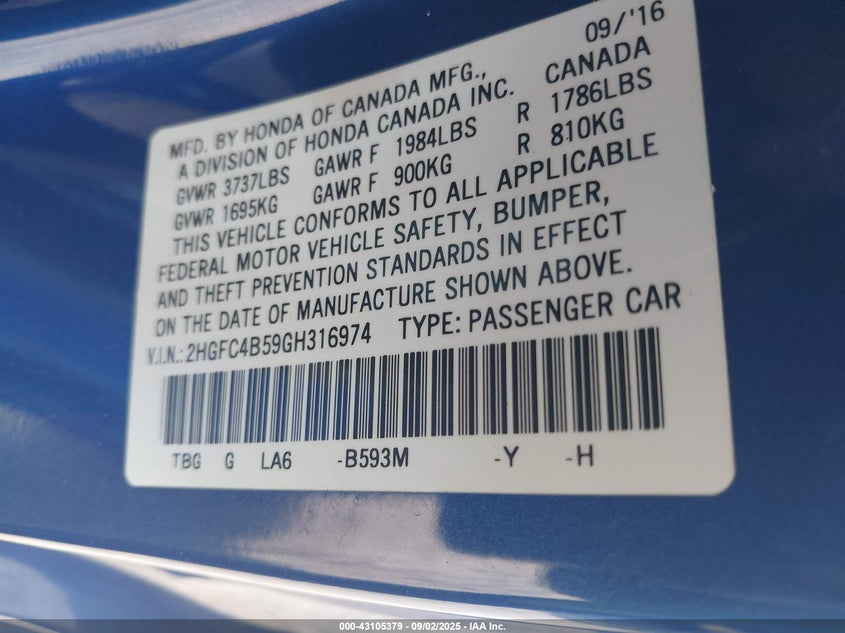 09/'16
MFD. BY HONDA OF CANADA MFG.,
A DIVISION OF HONDA CANADA INC. CANADA
GVWR 3737LBS GAWR F 1984LBS R 1786LBS
GVWR 1695KG GAWR F 900KG R 810KG
THIS VEHICLE CONFORMS TO ALL APPLICABLE
FEDERAL MOTOR VEHICLE SAFETY, BUMPER,
AND THEFT PREVENTION STANDARDS IN EFFECT
ON THE DATE OF MANUFACTURE SHOWN ABOVE.
V.I.N.: 2HGFC4B59GH316974 TYPE: PASSENGER CAR
TBG G LA6 -B593M -Y -H
000-43105379 - 09/02/2025 - IAA Inc.